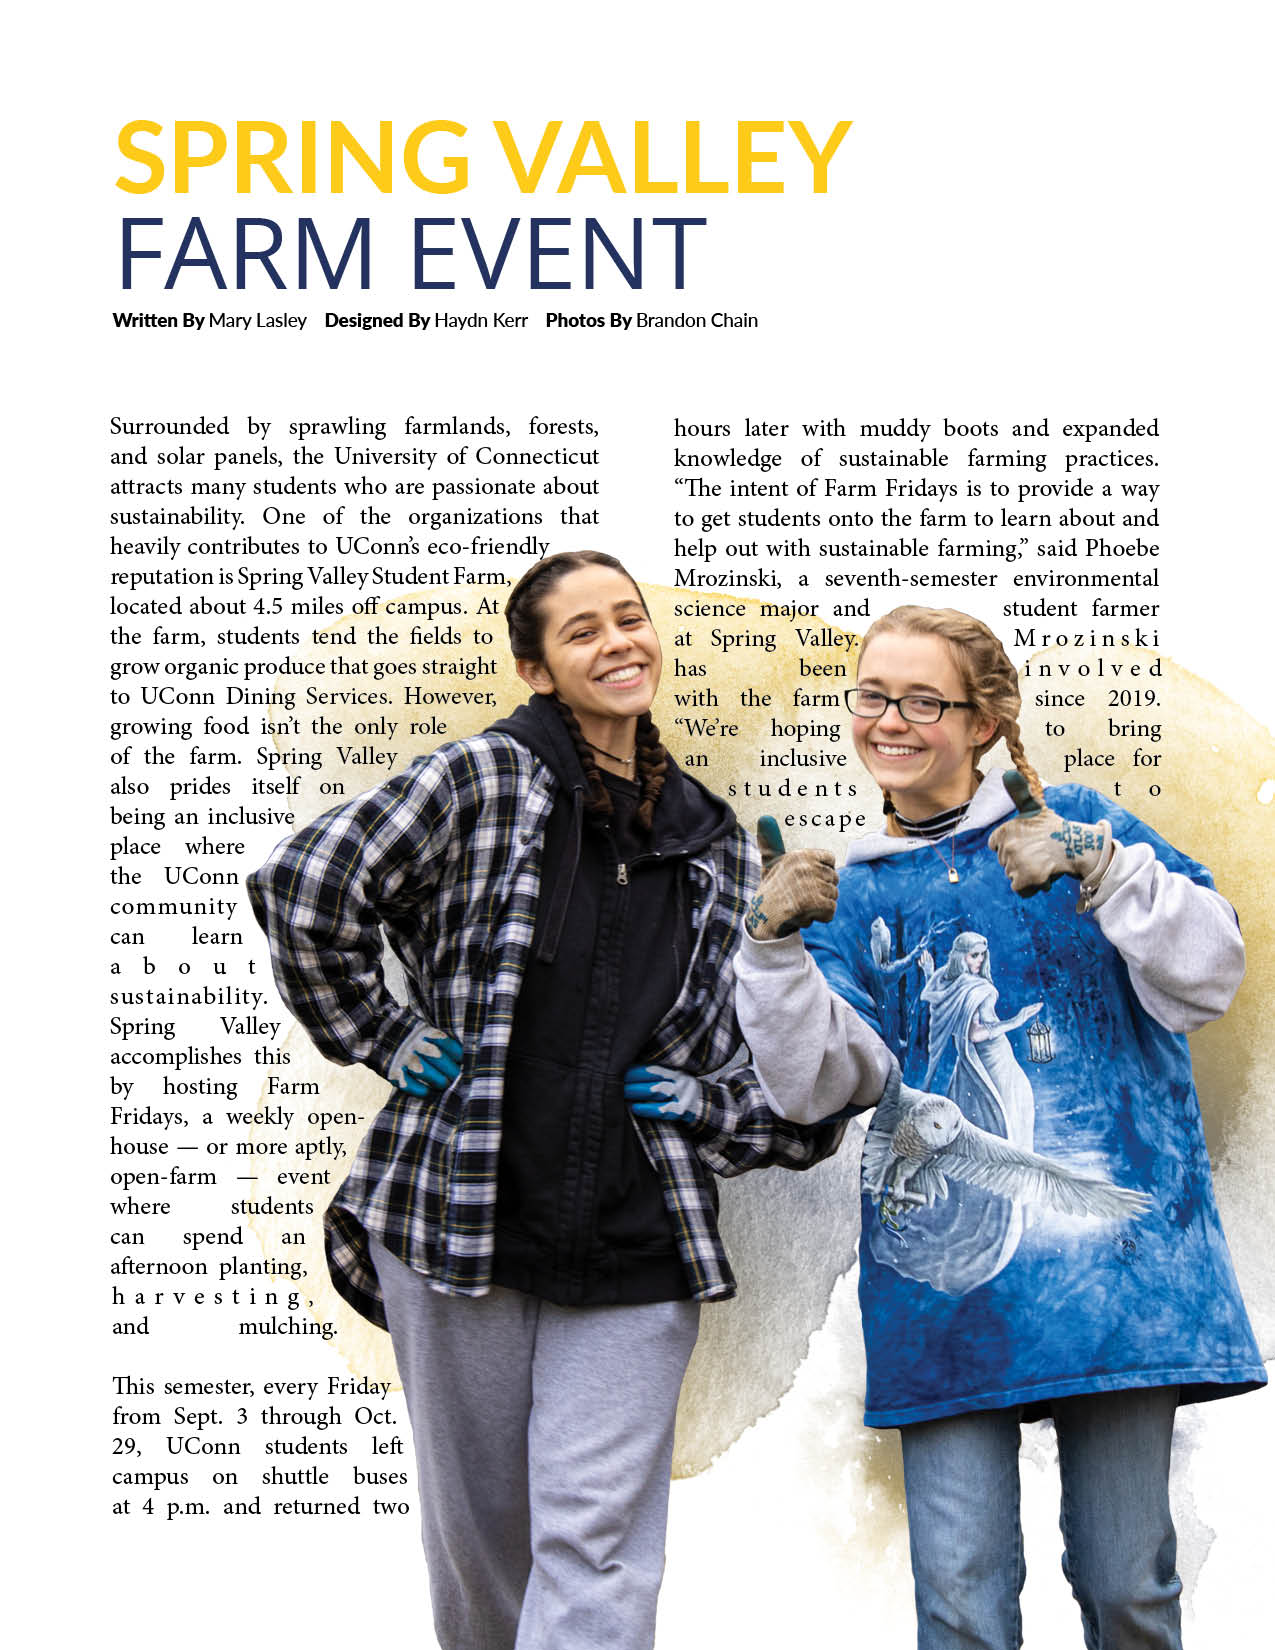 SPRING VALLEY
FARM EVENT
Written By Mary Lasley Designed By Haydn Kerr Photos By Brandon Chain
Surrounded by sprawling farmlands, forests,
and solar panels, the University of Connecticut
attracts many students who are passionate about
sustainability. One of the organizations that
heavily contributes to UConn’s eco-friendly
reputation is Spring Valley Student Farm,
located about 4.5 miles off campus. At
the farm, students tend the fields to
grow organic produce that goes straight
to UConn Dining Services. However,
growing food isn’t the only role
of the farm. Spring Valley
also prides itself on
being an inclusive
place where
the UConn
community
can learn
about
sustainability.
Spring Valley
accomplishes this
by hosting Farm
Fridays, a weekly open-
house — or more aptly,
open-farm — event
where students
can spend an
afternoon planting,
harvesting,
and mulching.
This semester, every Friday
from Sept. 3 through Oct.
29, UConn students left
campus on shuttle buses
at 4 p.m. and returned two
hours later with muddy boots and expanded
knowledge of sustainable farming practices.
“The intent of Farm Fridays is to provide a way
to get students onto the farm to learn about and
help out with sustainable farming,” said Phoebe
Mrozinski, a seventh-semester environmental
science major and student farmer
at Spring Valley. Mrozinski
has been involved
with the farm since 2019.
“We’re hoping to bring
an inclusive place for
students to
escape